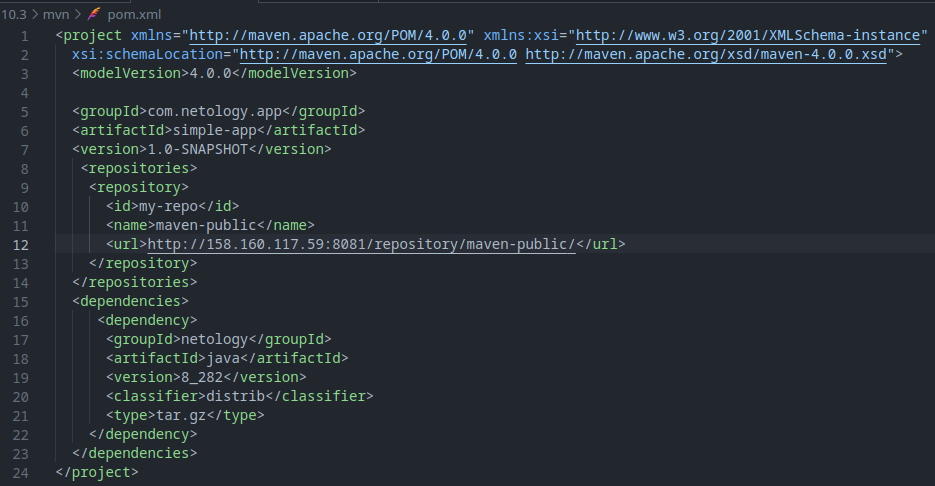 10.3 > mvn > pom.xml
1 <project xmlns="http://maven.apache.org/POM/4.0.0" xmlns:xsi="http://www.w3.org/2001/XMLSchema-instance"
2 xsi:schemaLocation="http://maven.apache.org/POM/4.0.0 http://maven.apache.org/xsd/maven-4.0.0.xsd">
3 <modelVersion>4.0.0</modelVersion>
4
5 <groupId>com.netology.app</groupId>
6 <artifactId>simple-app</artifactId>
7 <version>1.0-SNAPSHOT</version>
8 <repositories>
9 <repository>
10 <id>my-repo</id>
11 <name>maven-public</name>
12 <url>http://158.160.117.59:8081/repository/maven-public/</url>
13 </repository>
14 </repositories>
15 <dependencies>
16 <dependency>
17 <groupId>netology</groupId>
18 <artifactId>java</artifactId>
19 <version>8_282</version>
20 <classifier>distrib</classifier>
21 <type>tar.gz</type>
22 </dependency>
23 </dependencies>
24 </project>